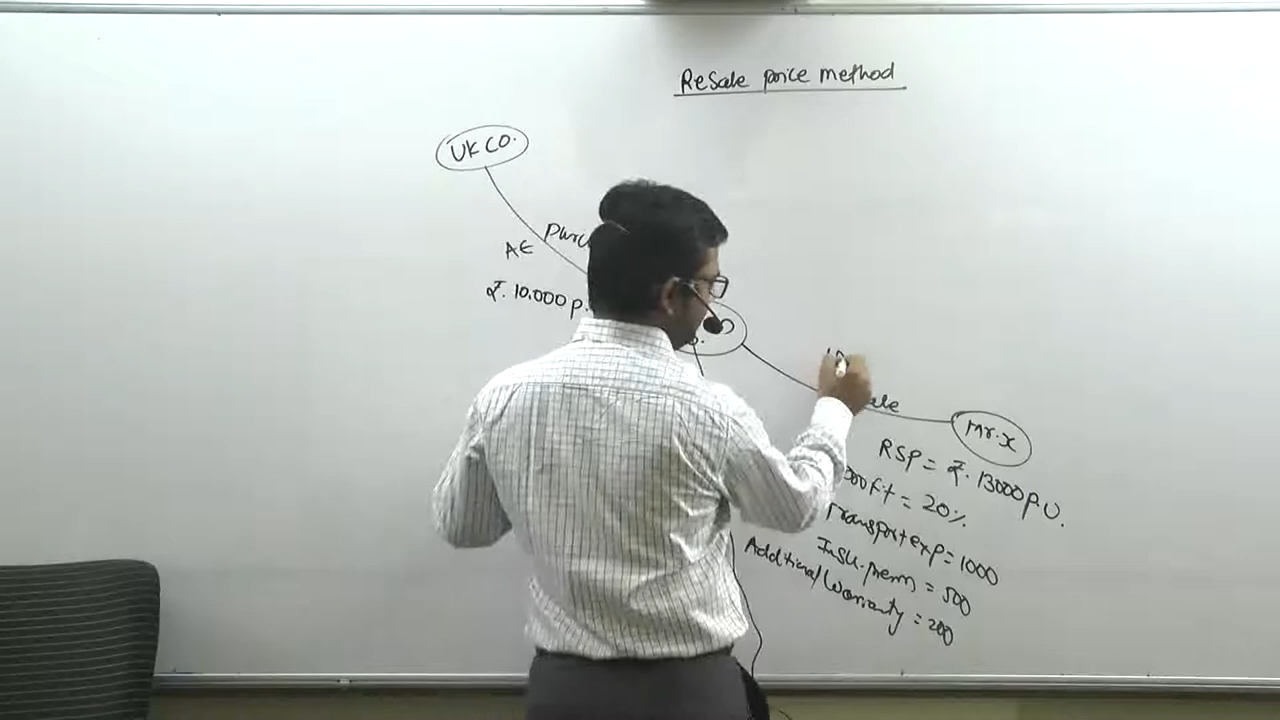 Resale price method
UK CO.
AE
₹. 10.000 p.
Mr. X
RSP = ₹. 13000 p.u.
= 20%
Transport exp = 1000
Insu. prem = 500
Additional Warranty = 200